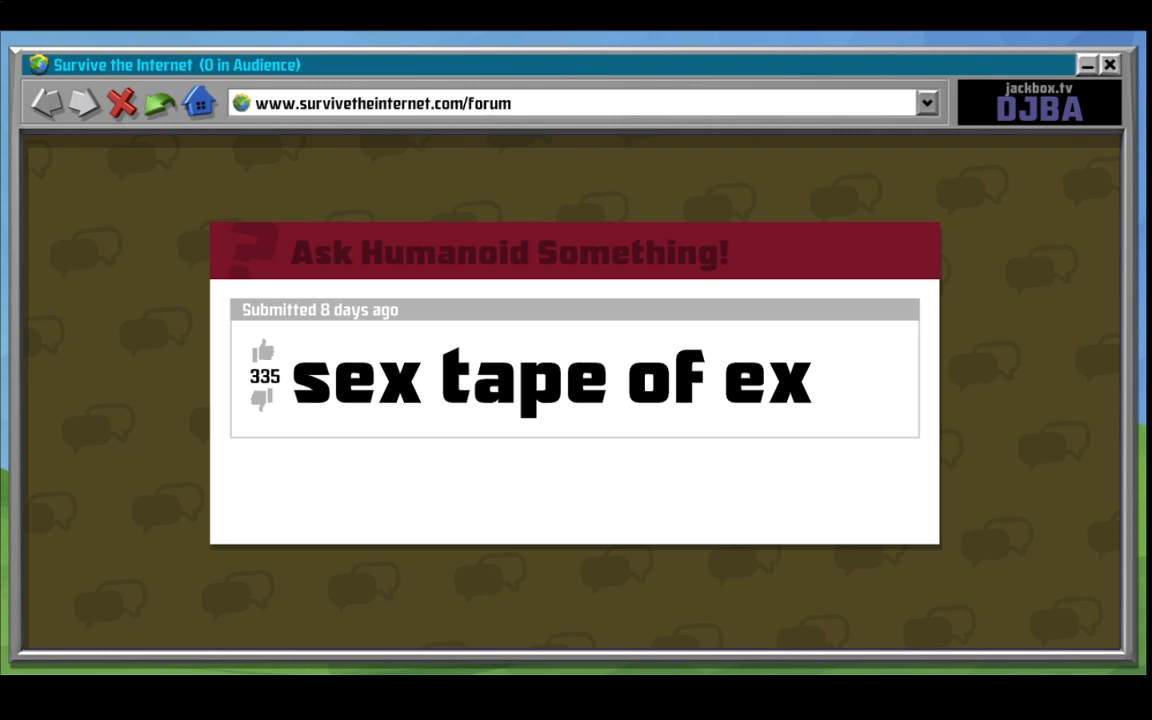 Survive the Internet (0 in Audience)
www.survivetheinternet.com/forum
jackbox.tv
DJBA
Ask Humanoid Something!
Submitted 8 days ago
335
sex tape of ex